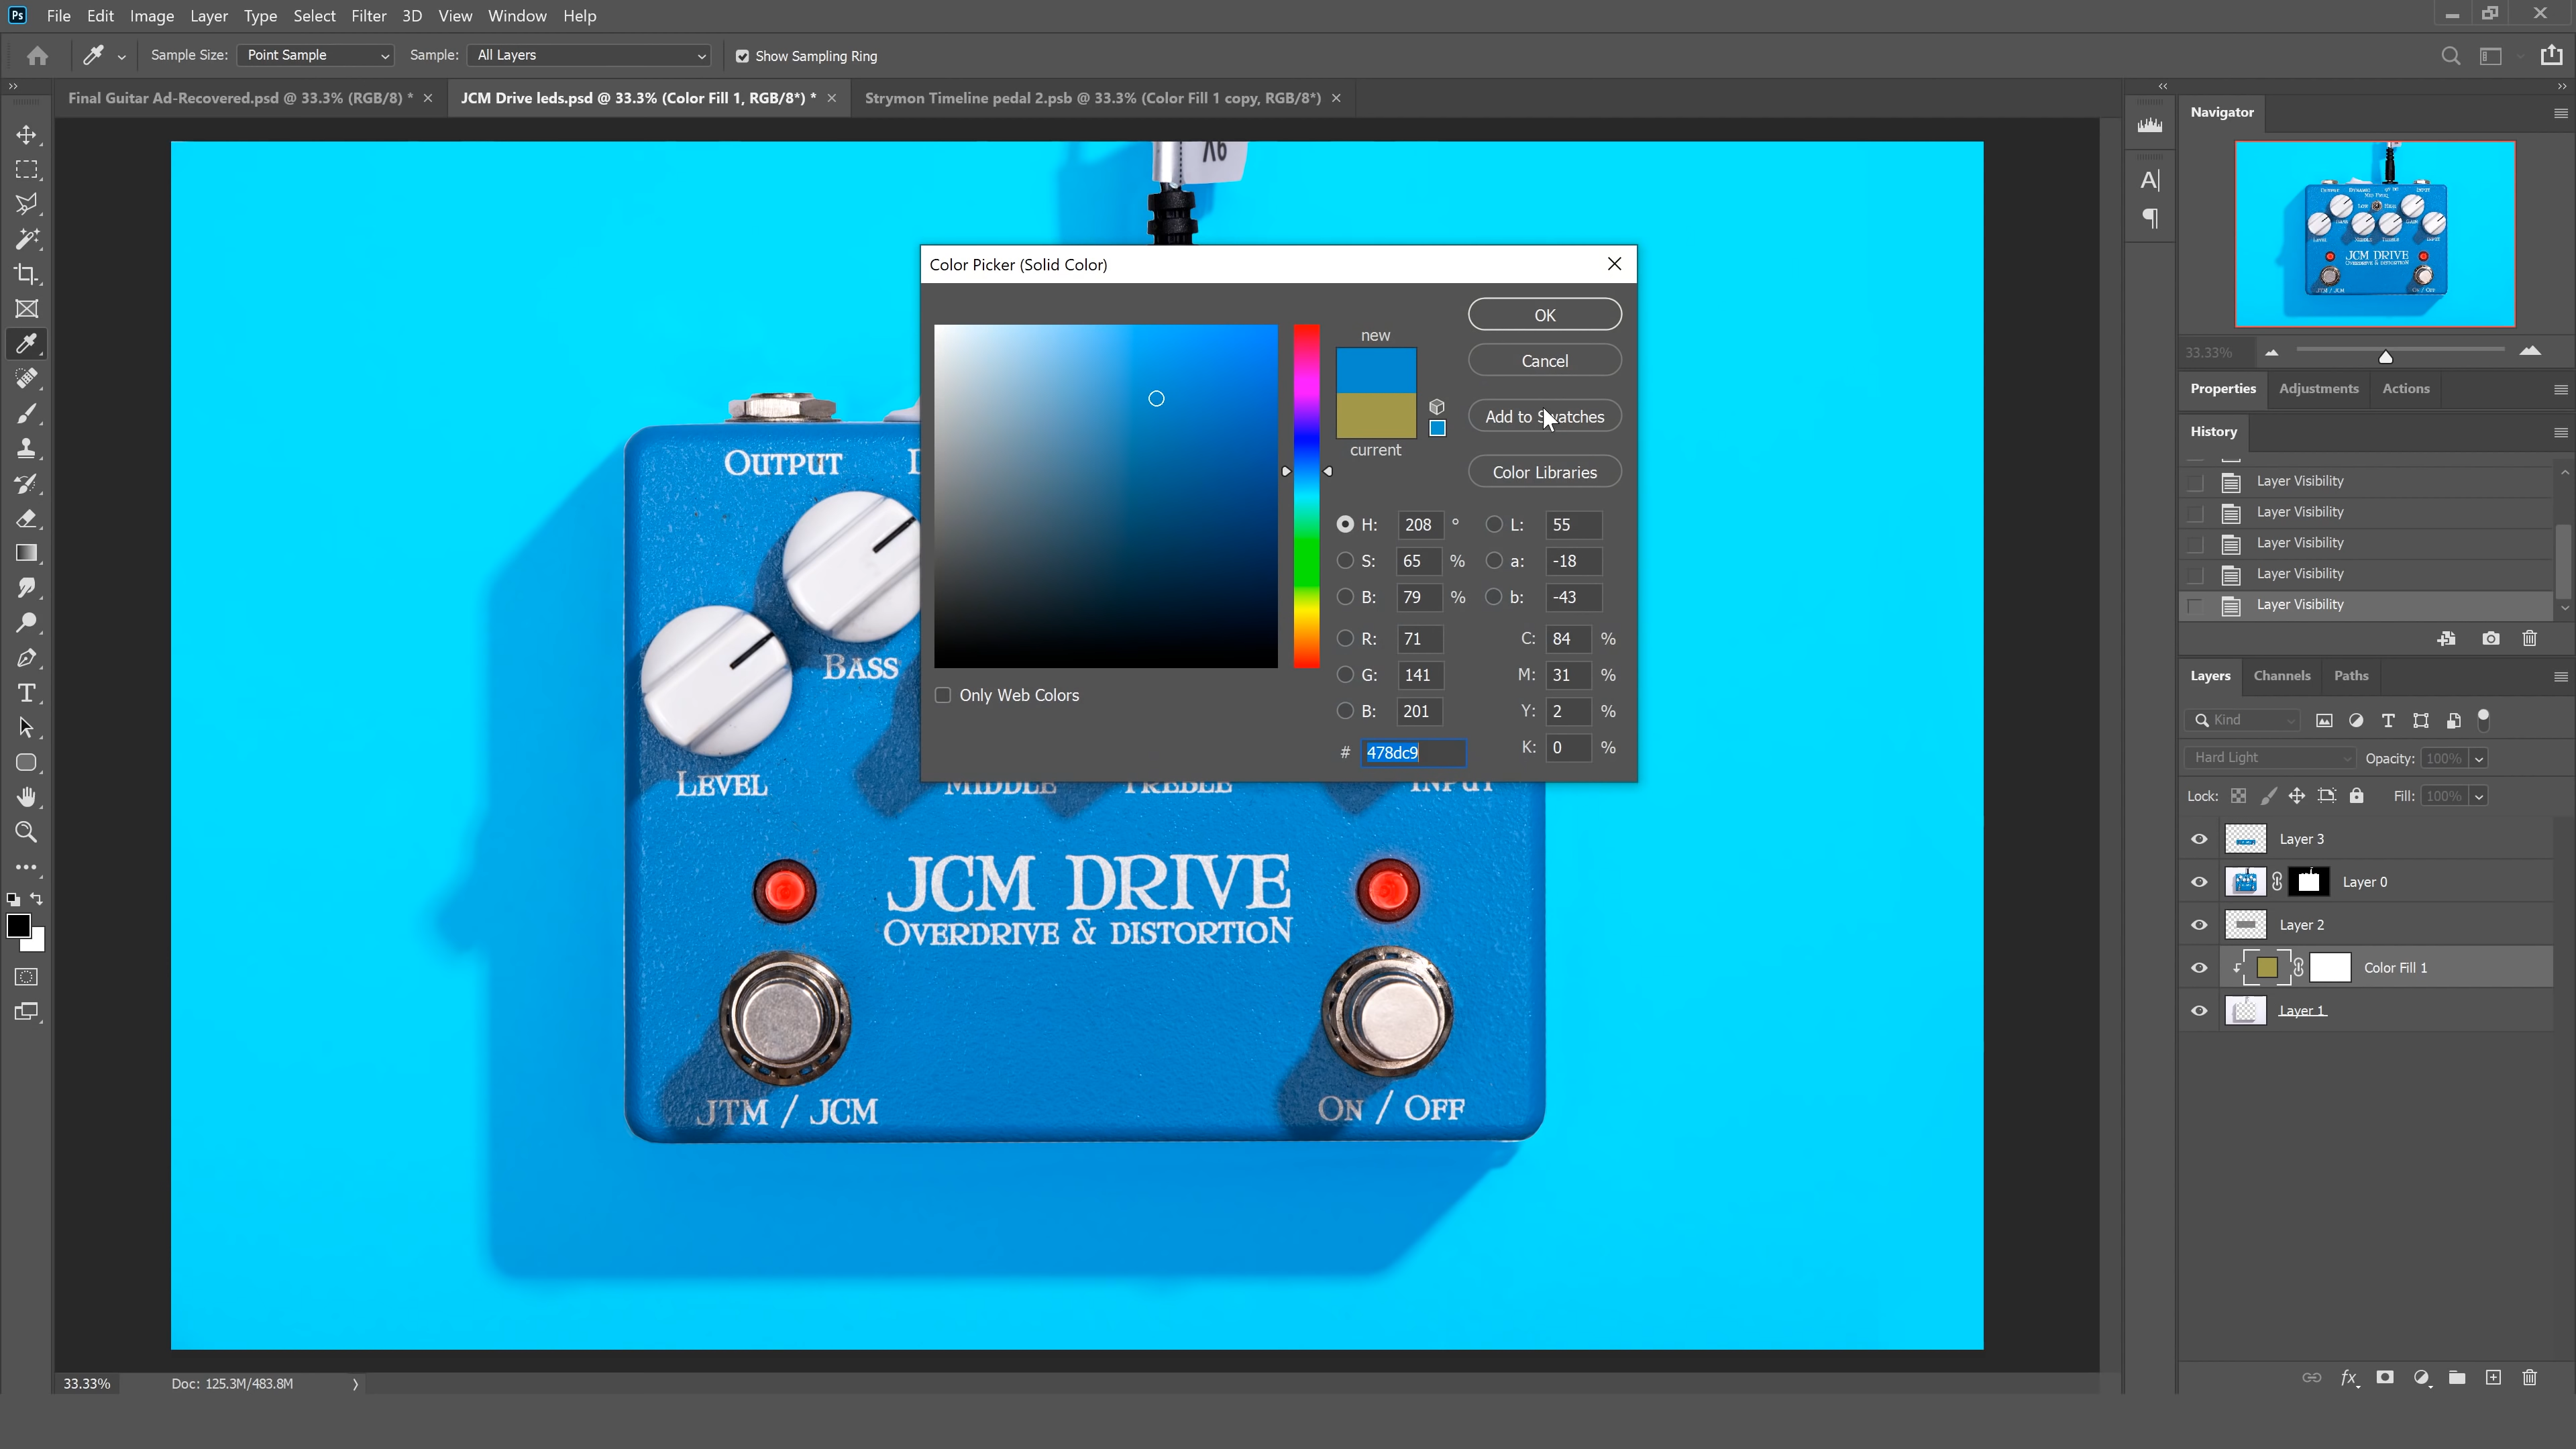 Ps File Edit Image Layer Type Select Filter 3D View Window Help
Sample Size: Point Sample Sample: All Layers Show Sampling Ring
Final Guitar Ad-Recovered.psd @ 33.3% (RGB/8) * × JCM Drive leds.psd @ 33.3% (Color Fill 1, RGB/8*) * × Strymon Timeline pedal 2.psb @ 33.3% (Color Fill 1 copy, RGB/8*) ×
Navigator
33.33%
Properties Adjustments Actions
History
Layer Visibility
Layer Visibility
Layer Visibility
Layer Visibility
Layer Visibility
Layers Channels Paths
Kind
Hard Light Opacity: 100%
Lock: Fill: 100%
Layer 3
Layer 0
Layer 2
Color Fill 1
Layer 1
fx
Color Picker (Solid Color)
new
current
OK
Cancel
Add to Swatches
Color Libraries
H: 208 ° L: 55
S: 65 % a: -18
B: 79 % b: -43
R: 71 C: 84 %
G: 141 M: 31 %
B: 201 Y: 2 %
# 478dc9 K: 0 %
Only Web Colors
9V
OUTPUT
BASS
LEVEL
MIDDLE TREBLE INPUT
JCM DRIVE
OVERDRIVE & DISTORTION
JTM / JCM ON / OFF
33.33% Doc: 125.3M/483.8M